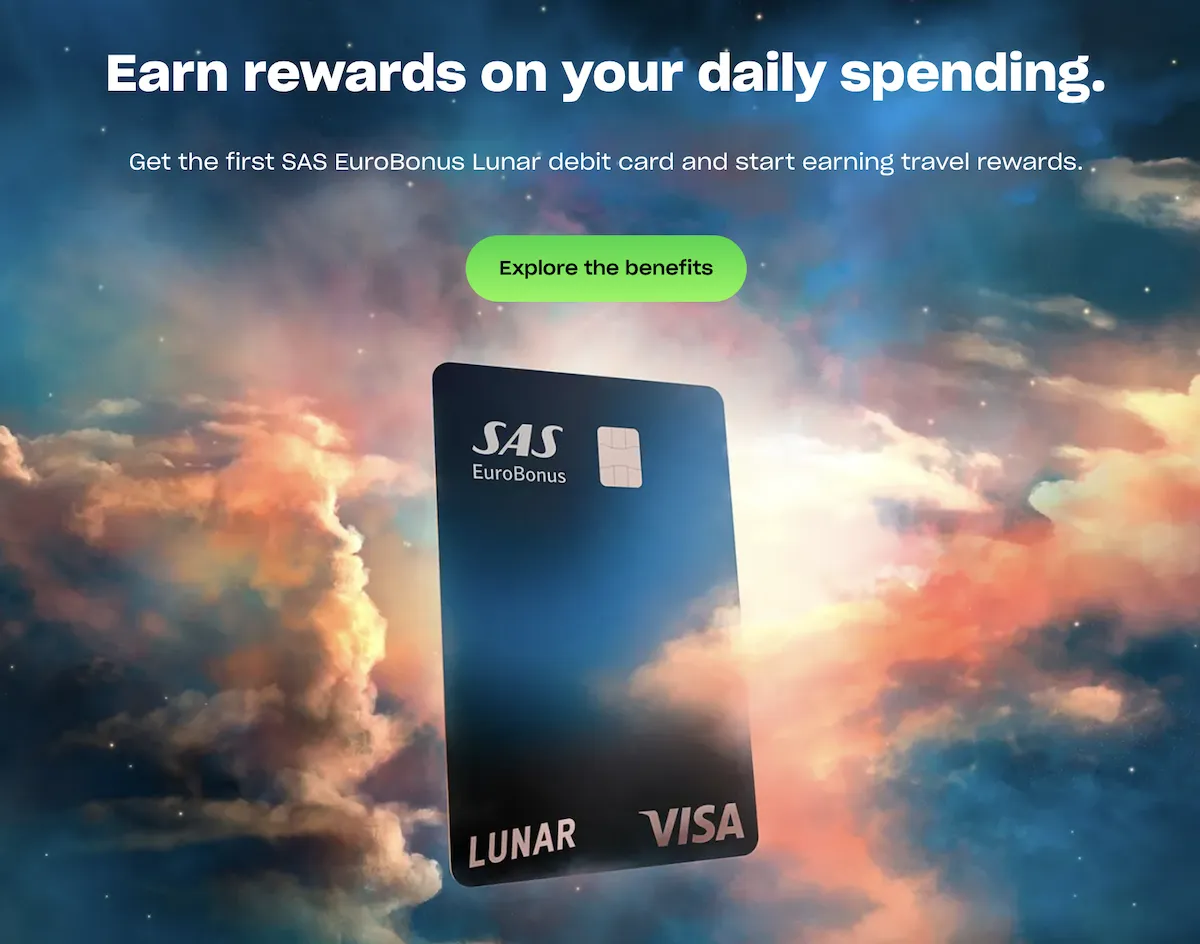 Earn rewards on your daily spending.
Get the first SAS EuroBonus Lunar debit card and start earning travel rewards.
Explore the benefits
SAS
EuroBonus
LUNAR
VISA